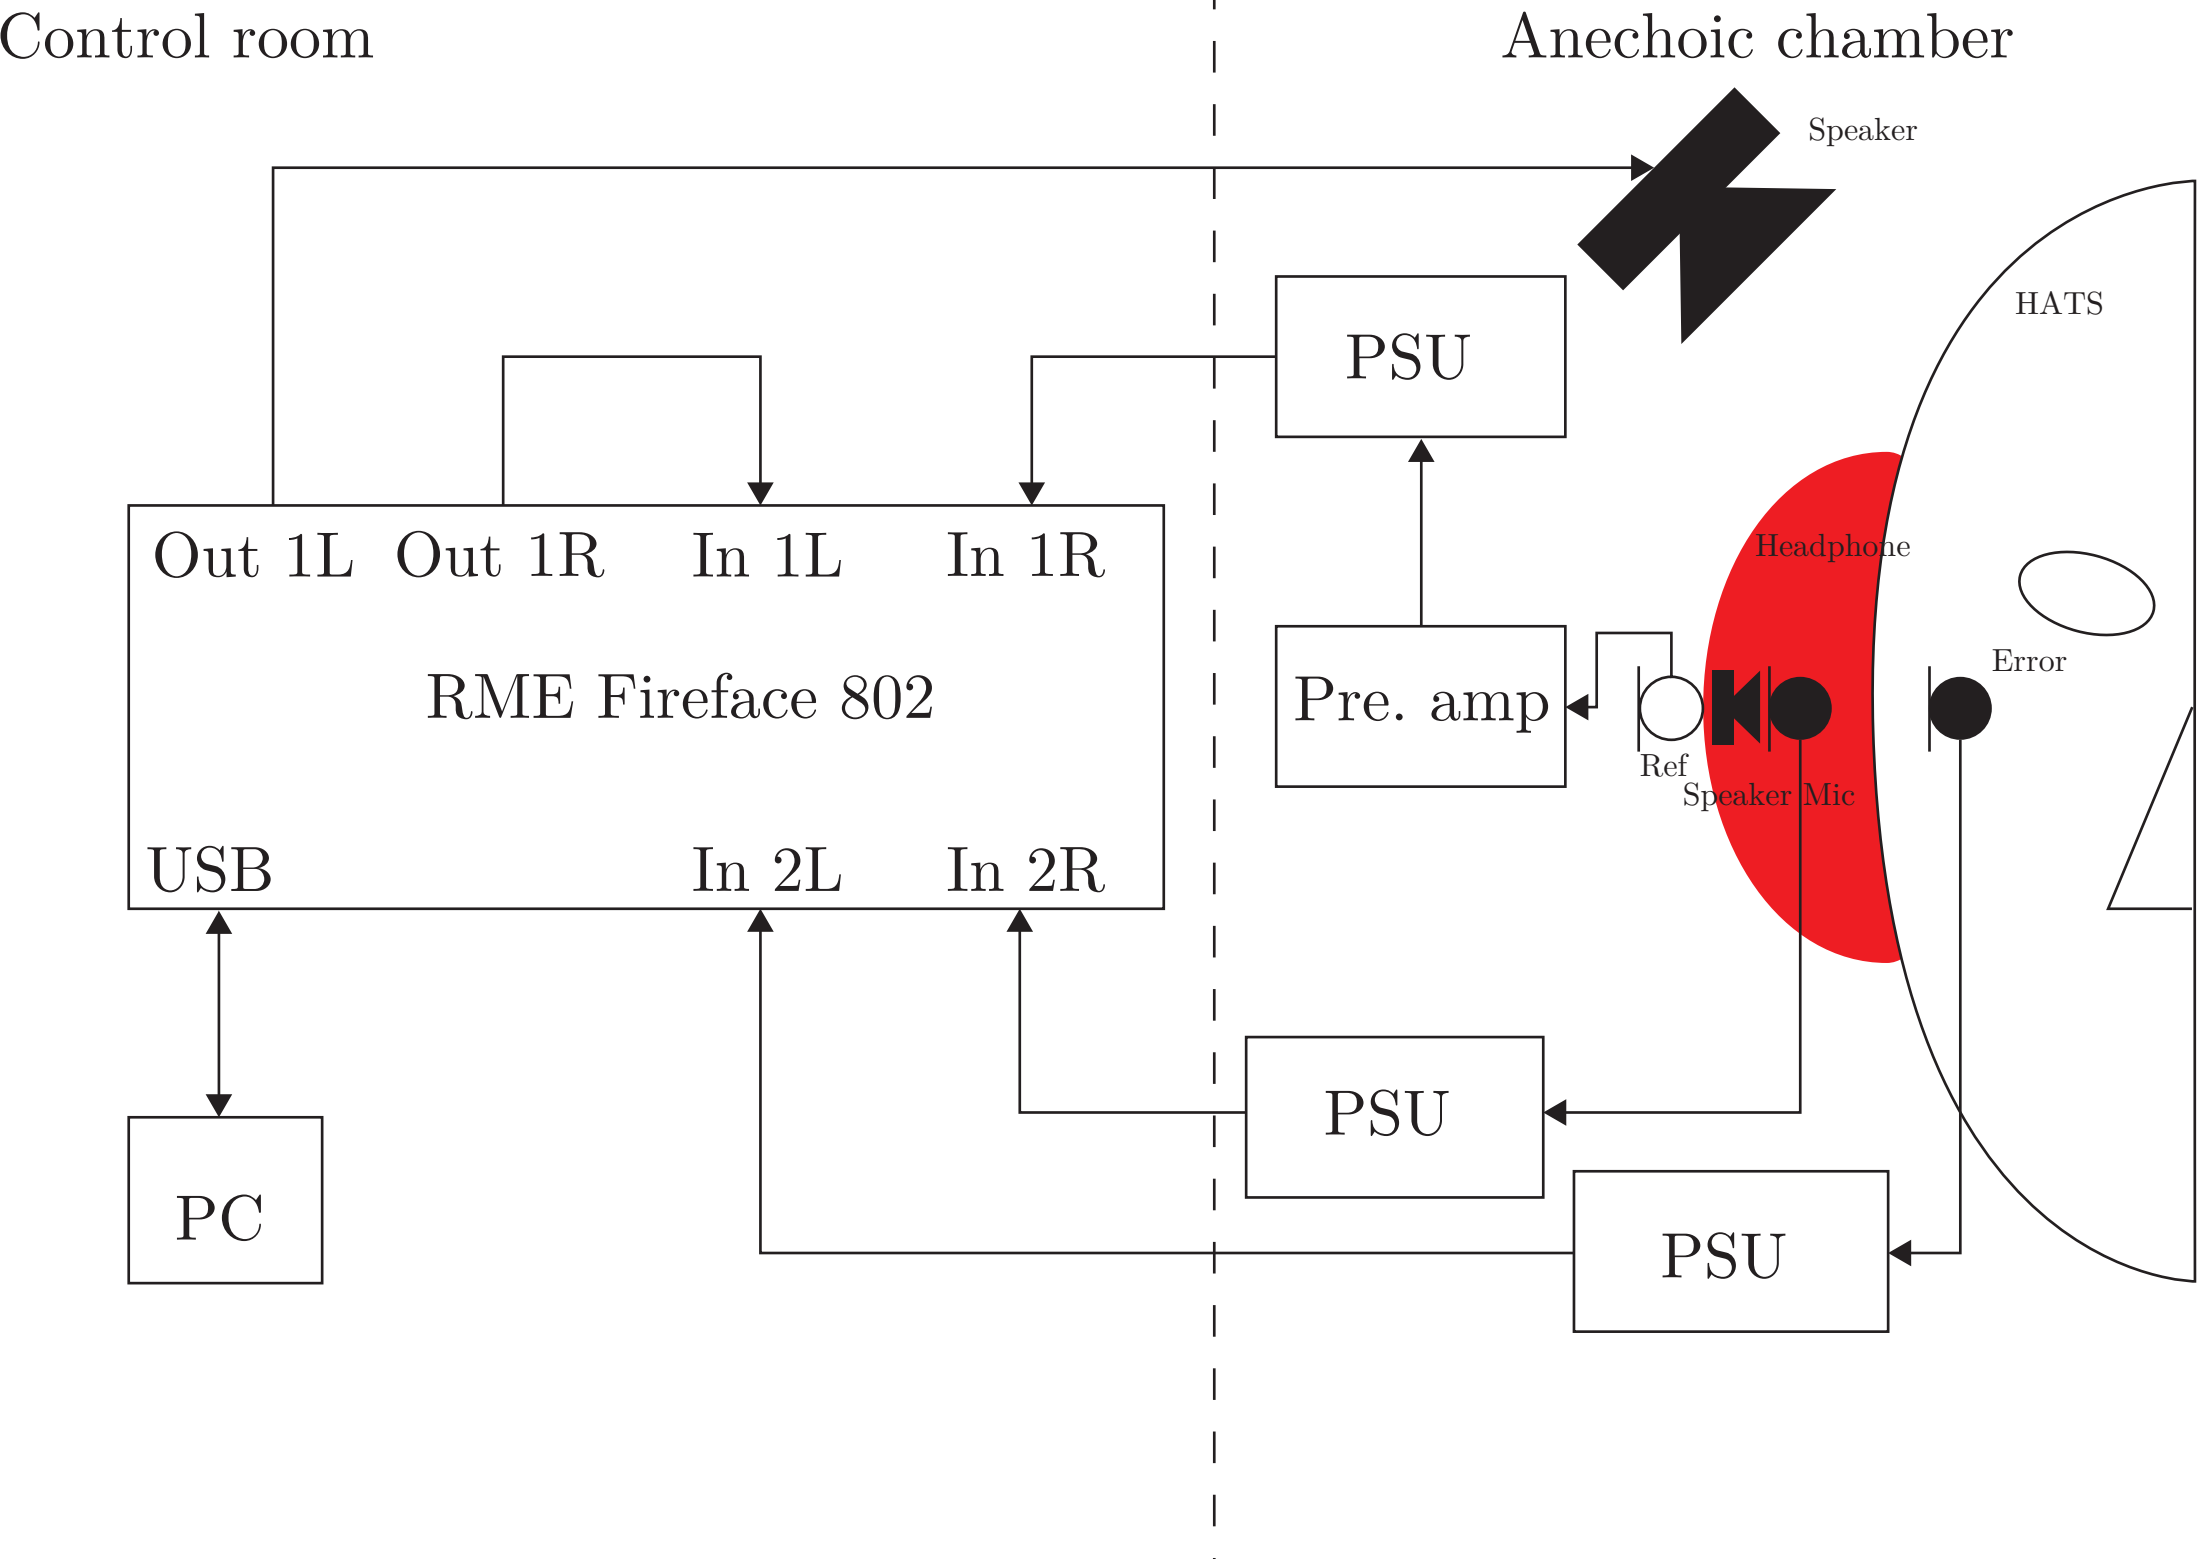 Control room
Anechoic chamber
Speaker
HATS
PSU
Out 1L Out 1R In 1L In 1R
Headphone
RME Fireface 802
Pre. amp
Error
Ref
Speaker Mic
USB In 2L In 2R
PSU
PC
PSU